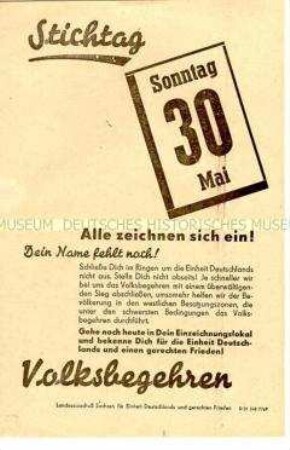 Stichtag
Sonntag
30
Mai
MUSEUM DEUTSCHES HISTORISCHES MUSEUM
Alle zeichnen sich ein!
Dein Name fehlt noch!
Schließe Dich im Ringen um die Einheit Deutschlands
nicht aus. Stelle Dich nicht abseits! Je schneller wir
bei uns das Volksbegehren mit einem überwältigen-
den Sieg abschließen, umsomehr helfen wir der Be-
völkerung in den westlichen Besatzungszonen, die
unter den schwersten Bedingungen das Volks-
begehren durchführt.
Gehe noch heute in Dein Einzeichnungslokal
und bekenne Dich für die Einheit Deutsch-
lands und einen gerechten Frieden!
Volksbegehren
Landesausschuß Sachsen für Einheit Deutschlands und gerechten Frieden